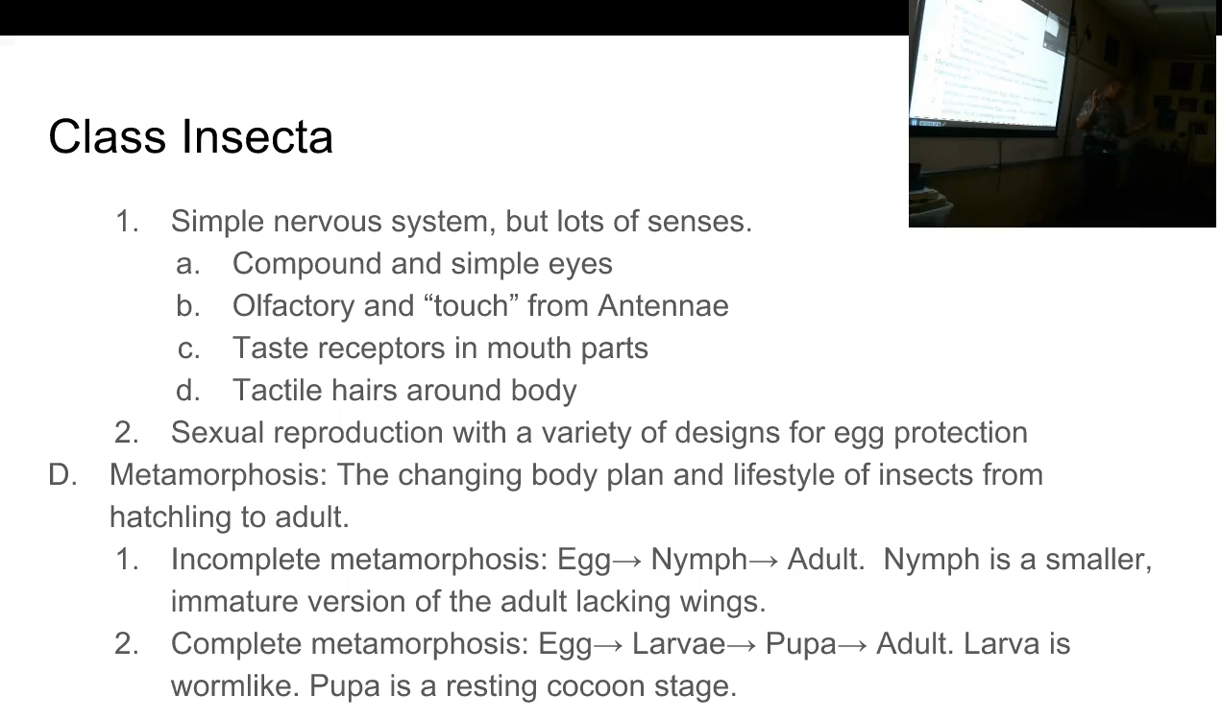 Class Insecta
1. Simple nervous system, but lots of senses.
a. Compound and simple eyes
b. Olfactory and “touch” from Antennae
c. Taste receptors in mouth parts
d. Tactile hairs around body
2. Sexual reproduction with a variety of designs for egg protection
D. Metamorphosis: The changing body plan and lifestyle of insects from
hatchling to adult.
1. Incomplete metamorphosis: Egg→ Nymph→ Adult.  Nymph is a smaller,
immature version of the adult lacking wings.
2. Complete metamorphosis: Egg→ Larvae→ Pupa→ Adult. Larva is
wormlike. Pupa is a resting cocoon stage.